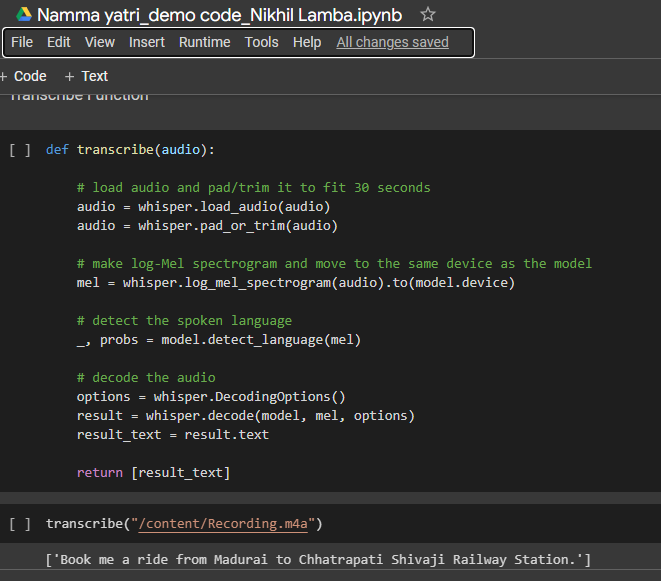 Namma yatri_demo code_Nikhil Lamba.ipynb ☆
File Edit View Insert Runtime Tools Help All changes saved
+ Code + Text
Transcribe Function
[ ] def transcribe(audio):
# load audio and pad/trim it to fit 30 seconds
audio = whisper.load_audio(audio)
audio = whisper.pad_or_trim(audio)
# make log-Mel spectrogram and move to the same device as the model
mel = whisper.log_mel_spectrogram(audio).to(model.device)
# detect the spoken language
_, probs = model.detect_language(mel)
# decode the audio
options = whisper.DecodingOptions()
result = whisper.decode(model, mel, options)
result_text = result.text
return [result_text]
[ ] transcribe("/content/Recording.m4a")
['Book me a ride from Madurai to Chhatrapati Shivaji Railway Station.']